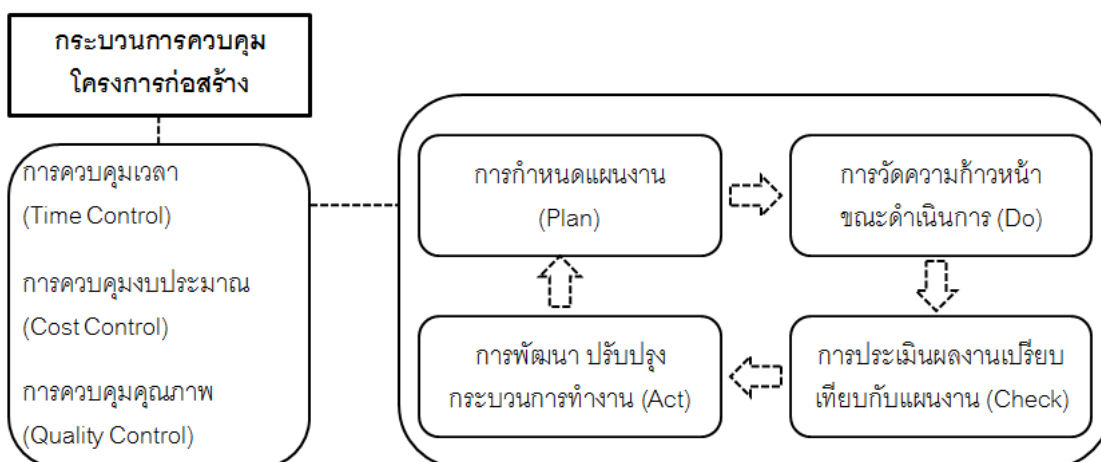 กระบวนการควบคุม
โครงการก่อสร้าง
การควบคุมเวลา
(Time Control)
การควบคุมงบประมาณ
(Cost Control)
การควบคุมคุณภาพ
(Quality Control)
การกำหนดแผนงาน
(Plan)
การวัดความก้าวหน้า
ขณะดำเนินการ (Do)
การพัฒนา ปรับปรุง
กระบวนการทำงาน (Act)
การประเมินผลงานเปรียบ
เทียบกับแผนงาน (Check)